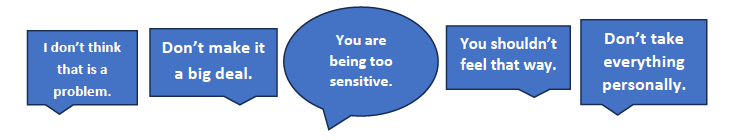 I don't think
that is a
problem.
Don't make it
a big deal.
You are
being too
sensitive.
You shouldn't
feel that way.
Don't take
everything
personally.